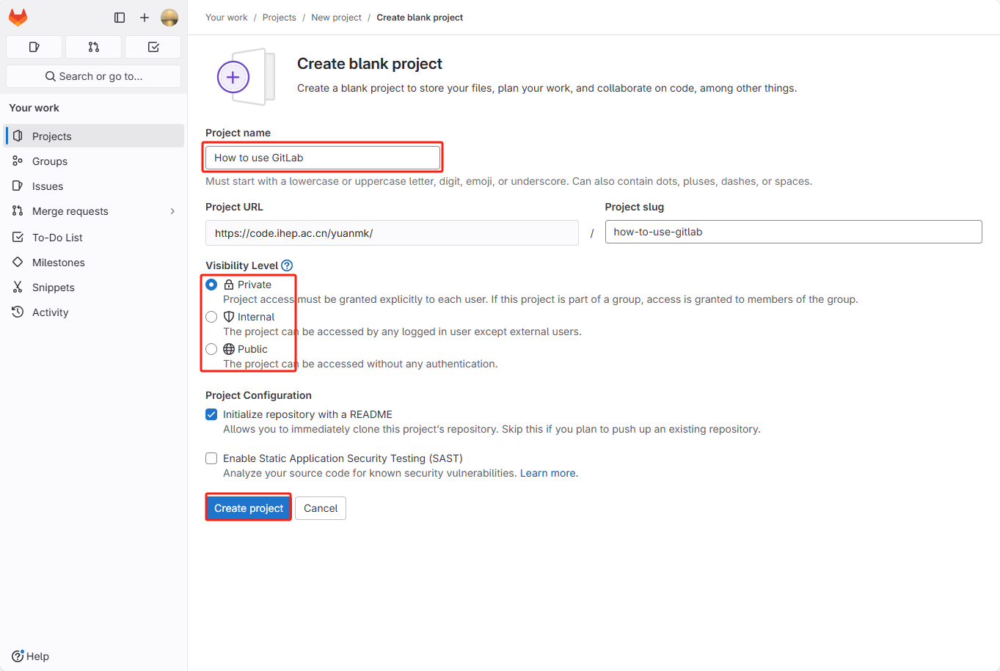 Your work / Projects / New project / Create blank project
Search or go to...
Your work
Projects
Groups
Issues
Merge requests
To-Do List
Milestones
Snippets
Activity
Help
Create blank project
Create a blank project to store your files, plan your work, and collaborate on code, among other things.
Project name
How to use GitLab
Must start with a lowercase or uppercase letter, digit, emoji, or underscore. Can also contain dots, pluses, dashes, or spaces.
Project URL
https://code.ihep.ac.cn/yuanmk/
/
Project slug
how-to-use-gitlab
Visibility Level
Private
Project access must be granted explicitly to each user. If this project is part of a group, access is granted to members of the group.
Internal
The project can be accessed by any logged in user except external users.
Public
The project can be accessed without any authentication.
Project Configuration
Initialize repository with a README
Allows you to immediately clone this project's repository. Skip this if you plan to push up an existing repository.
Enable Static Application Security Testing (SAST)
Analyze your source code for known security vulnerabilities. Learn more.
Create project
Cancel